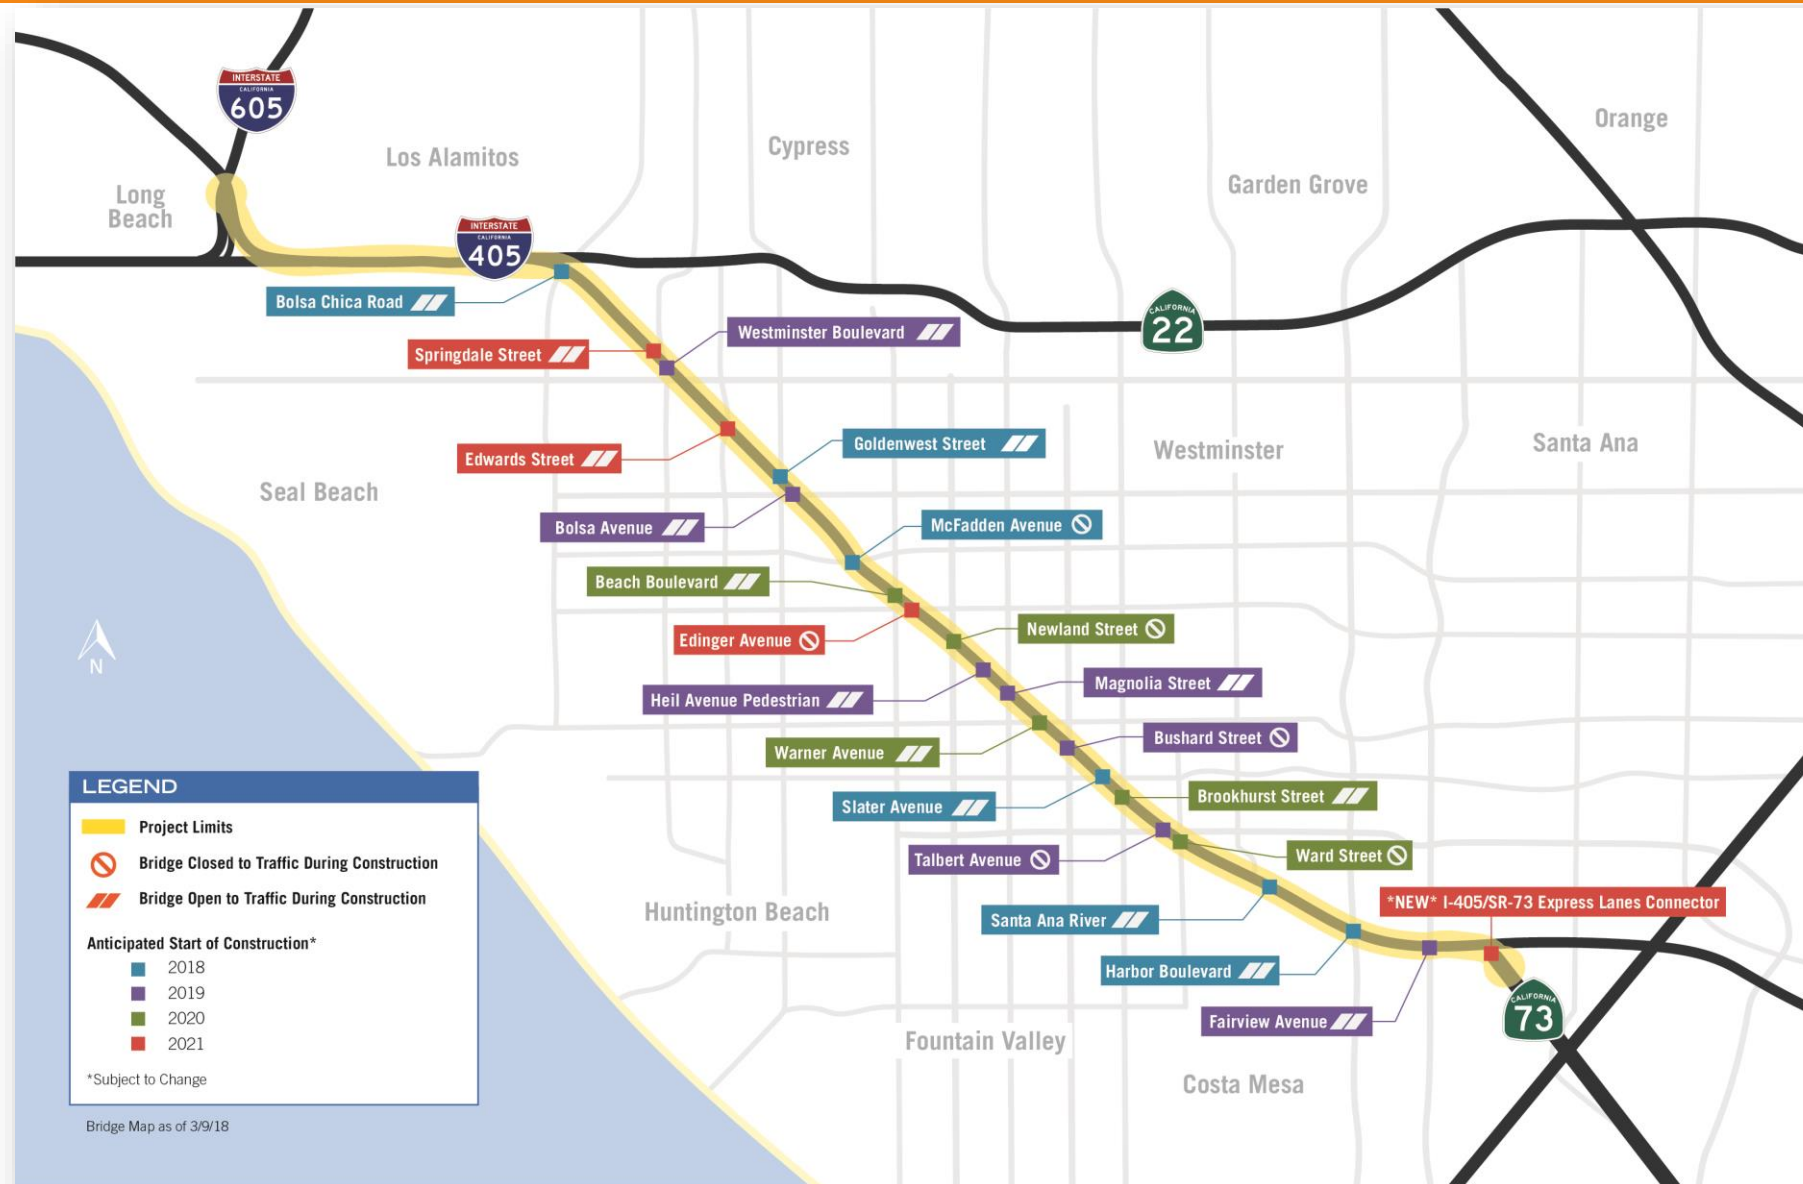 INTERSTATE
CALIFORNIA
605
Orange
Cypress
Los Alamitos
Garden Grove
Long
Beach
INTERSTATE
CALIFORNIA
405
Bolsa Chica Road
CALIFORNIA
22
Westminster Boulevard
Springdale Street
Goldenwest Street
Westminster
Santa Ana
Edwards Street
Seal Beach
Bolsa Avenue
McFadden Avenue
Beach Boulevard
Newland Street
Edinger Avenue
N
Magnolia Street
Heil Avenue Pedestrian
Bushard Street
Warner Avenue
Brookhurst Street
Slater Avenue
Ward Street
Talbert Avenue
*NEW* I-405/SR-73 Express Lanes Connector
Huntington Beach
Santa Ana River
Harbor Boulevard
CALIFORNIA
73
Fairview Avenue
Fountain Valley
Costa Mesa
LEGEND
Project Limits
Bridge Closed to Traffic During Construction
Bridge Open to Traffic During Construction
Anticipated Start of Construction*
2018
2019
2020
2021
*Subject to Change
Bridge Map as of 3/9/18